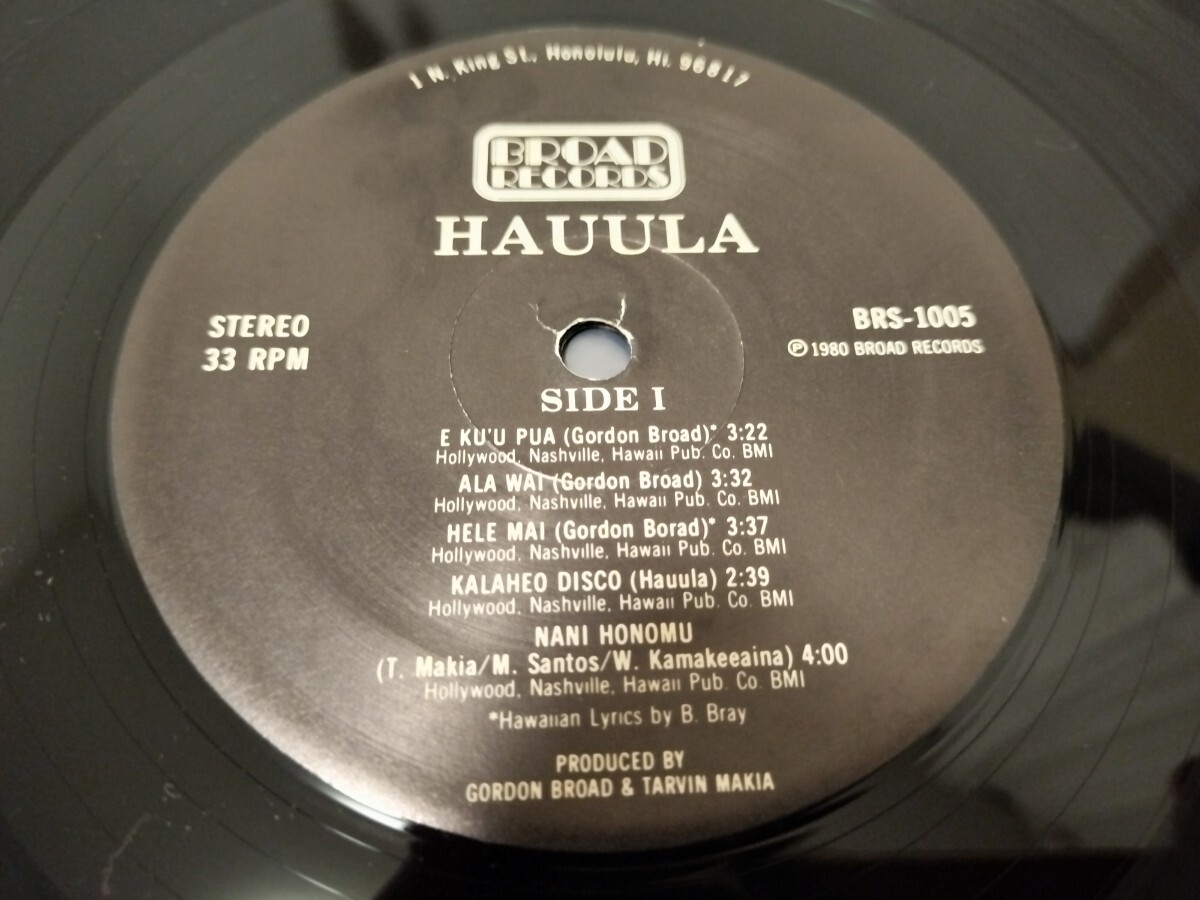 1 N. King St., Honolulu, Hi. 96817
BROAD
RECORDS
HAUULA
STEREO
33 RPM
BRS-1005
Ⓟ 1980 BROAD RECORDS
SIDE I
E KU'U PUA (Gordon Broad)* 3:22
Hollywood, Nashville, Hawaii Pub. Co. BMI
ALA WAI (Gordon Broad) 3:32
Hollywood, Nashville, Hawaii Pub. Co. BMI
HELE MAI (Gordon Borad)* 3:37
Hollywood, Nashville, Hawaii Pub. Co. BMI
KALAHEO DISCO (Hauula) 2:39
Hollywood, Nashville, Hawaii Pub. Co. BMI
NANI HONOMU
(T. Makia/M. Santos/W. Kamakeeaina) 4:00
Hollywood, Nashville, Hawaii Pub. Co. BMI
*Hawaiian Lyrics by B. Bray
PRODUCED BY
GORDON BROAD & TARVIN MAKIA